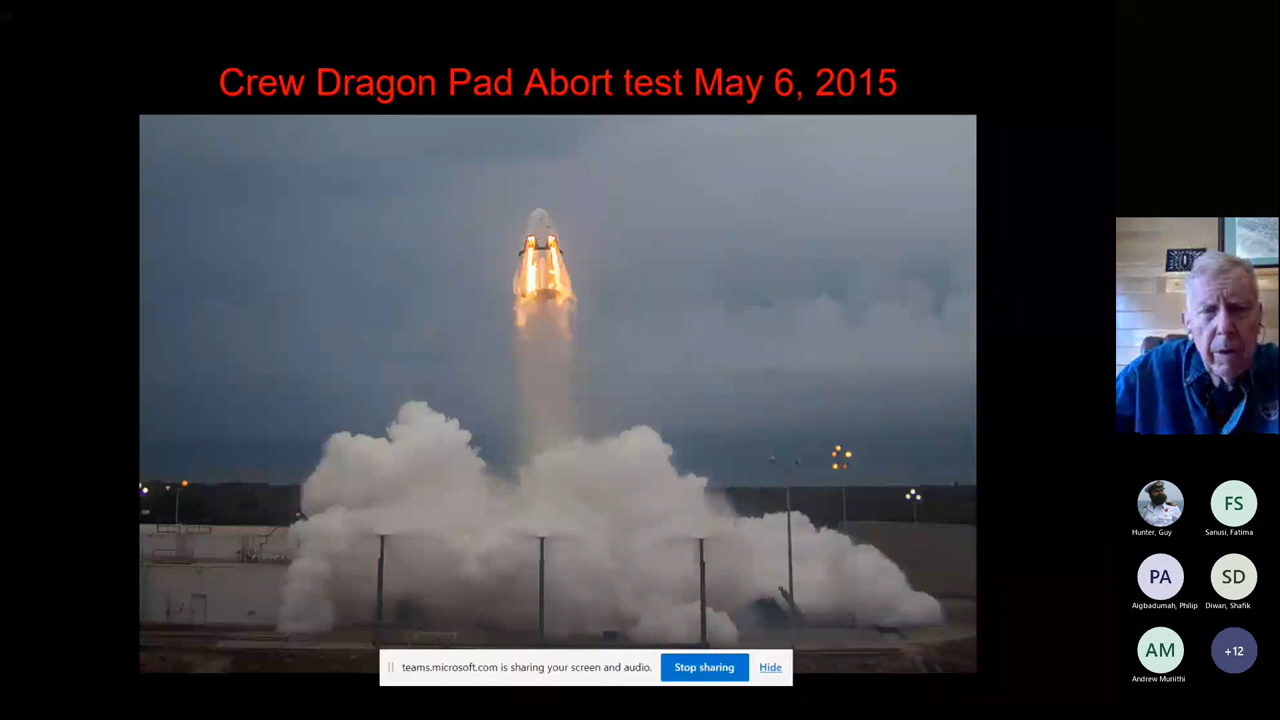 Crew Dragon Pad Abort test May 6, 2015
teams.microsoft.com is sharing your screen and audio.
Stop sharing
Hide
Hunter, Guy
FS
Sanusi, Fatima
PA
Aigbadumah, Philip
SD
Diwan, Shafik
AM
Andrew Muriithi
+12